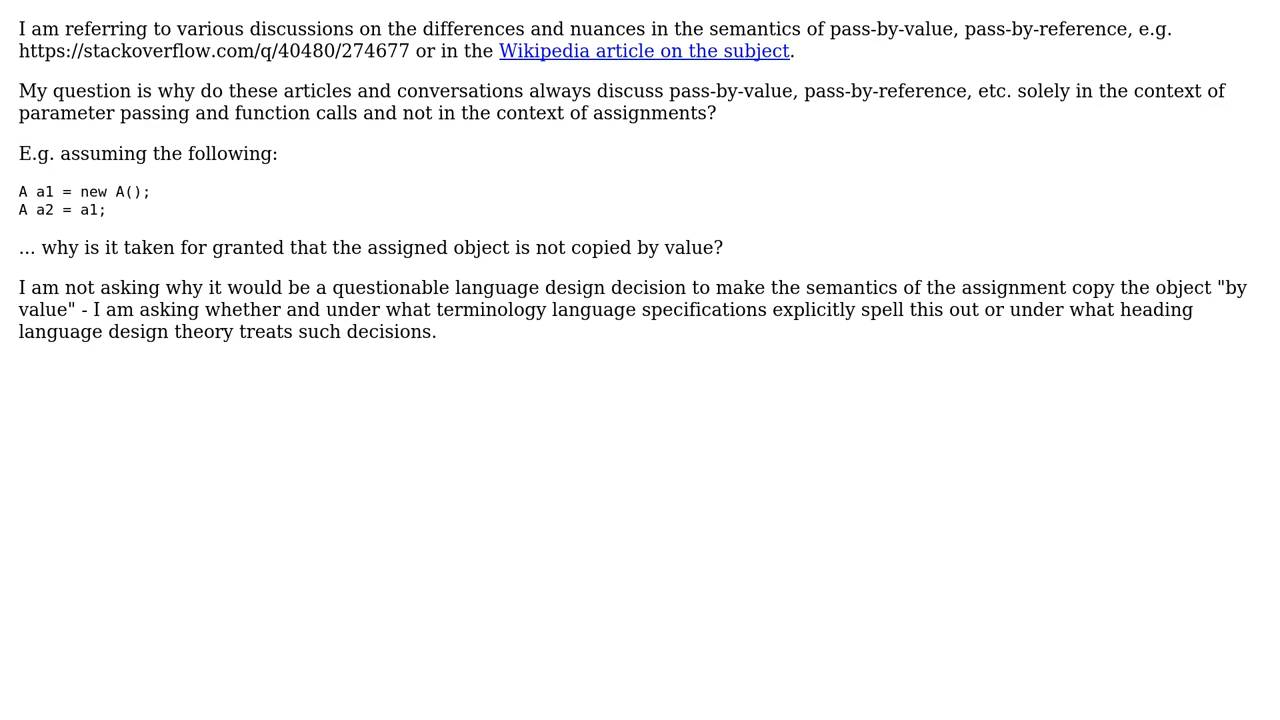 I am referring to various discussions on the differences and nuances in the semantics of pass-by-value, pass-by-reference, e.g.
https://stackoverflow.com/q/40480/274677 or in the Wikipedia article on the subject.
My question is why do these articles and conversations always discuss pass-by-value, pass-by-reference, etc. solely in the context of
parameter passing and function calls and not in the context of assignments?
E.g. assuming the following:
A a1 = new A();
A a2 = a1;
... why is it taken for granted that the assigned object is not copied by value?
I am not asking why it would be a questionable language design decision to make the semantics of the assignment copy the object "by
value" - I am asking whether and under what terminology language specifications explicitly spell this out or under what heading
language design theory treats such decisions.